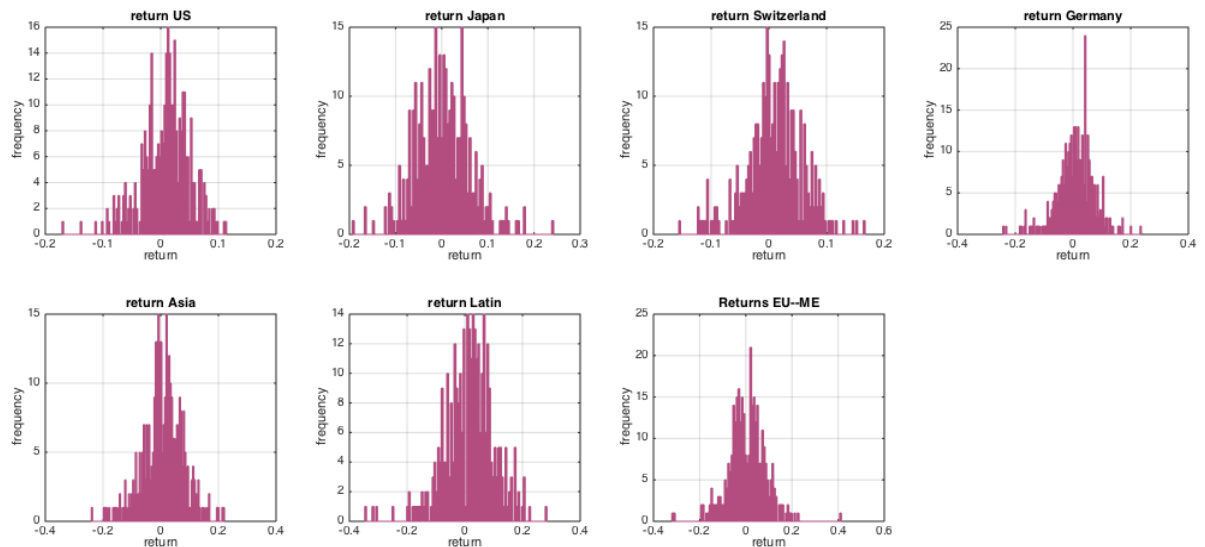 return US
16
14
12
10
8
6
4
2
0
frequency
-0.2 -0.1 0 0.1 0.2
return
return Japan
15
10
5
0
frequency
-0.2 -0.1 0 0.1 0.2 0.3
return
return Switzerland
15
10
5
0
frequency
-0.2 -0.1 0 0.1 0.2
return
return Germany
25
20
15
10
5
0
frequency
-0.4 -0.2 0 0.2 0.4
return
return Asia
15
10
5
0
frequency
-0.4 -0.2 0 0.2 0.4
return
return Latin
14
12
10
8
6
4
2
0
frequency
-0.4 -0.2 0 0.2 0.4
return
Returns EU--ME
25
20
15
10
5
0
frequency
-0.4 -0.2 0 0.2 0.4 0.6
return